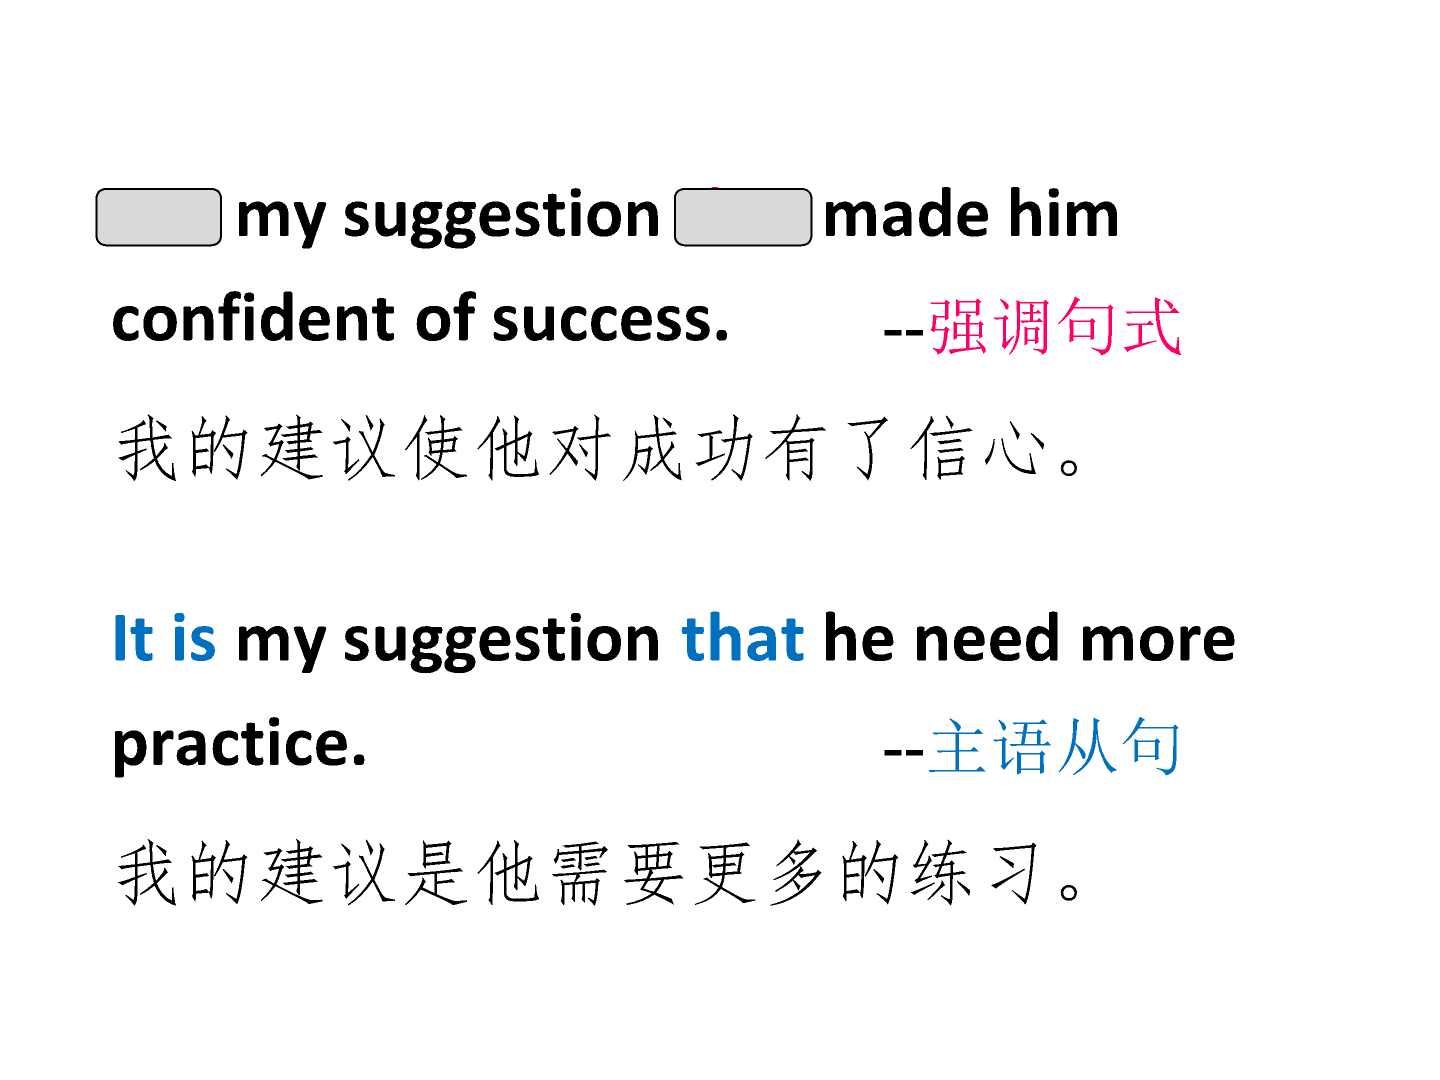 my suggestion made him
confident of success. --强调句式
我的建议使他对成功有了信心。
It is my suggestion that he need more
practice. --主语从句
我的建议是他需要更多的练习。